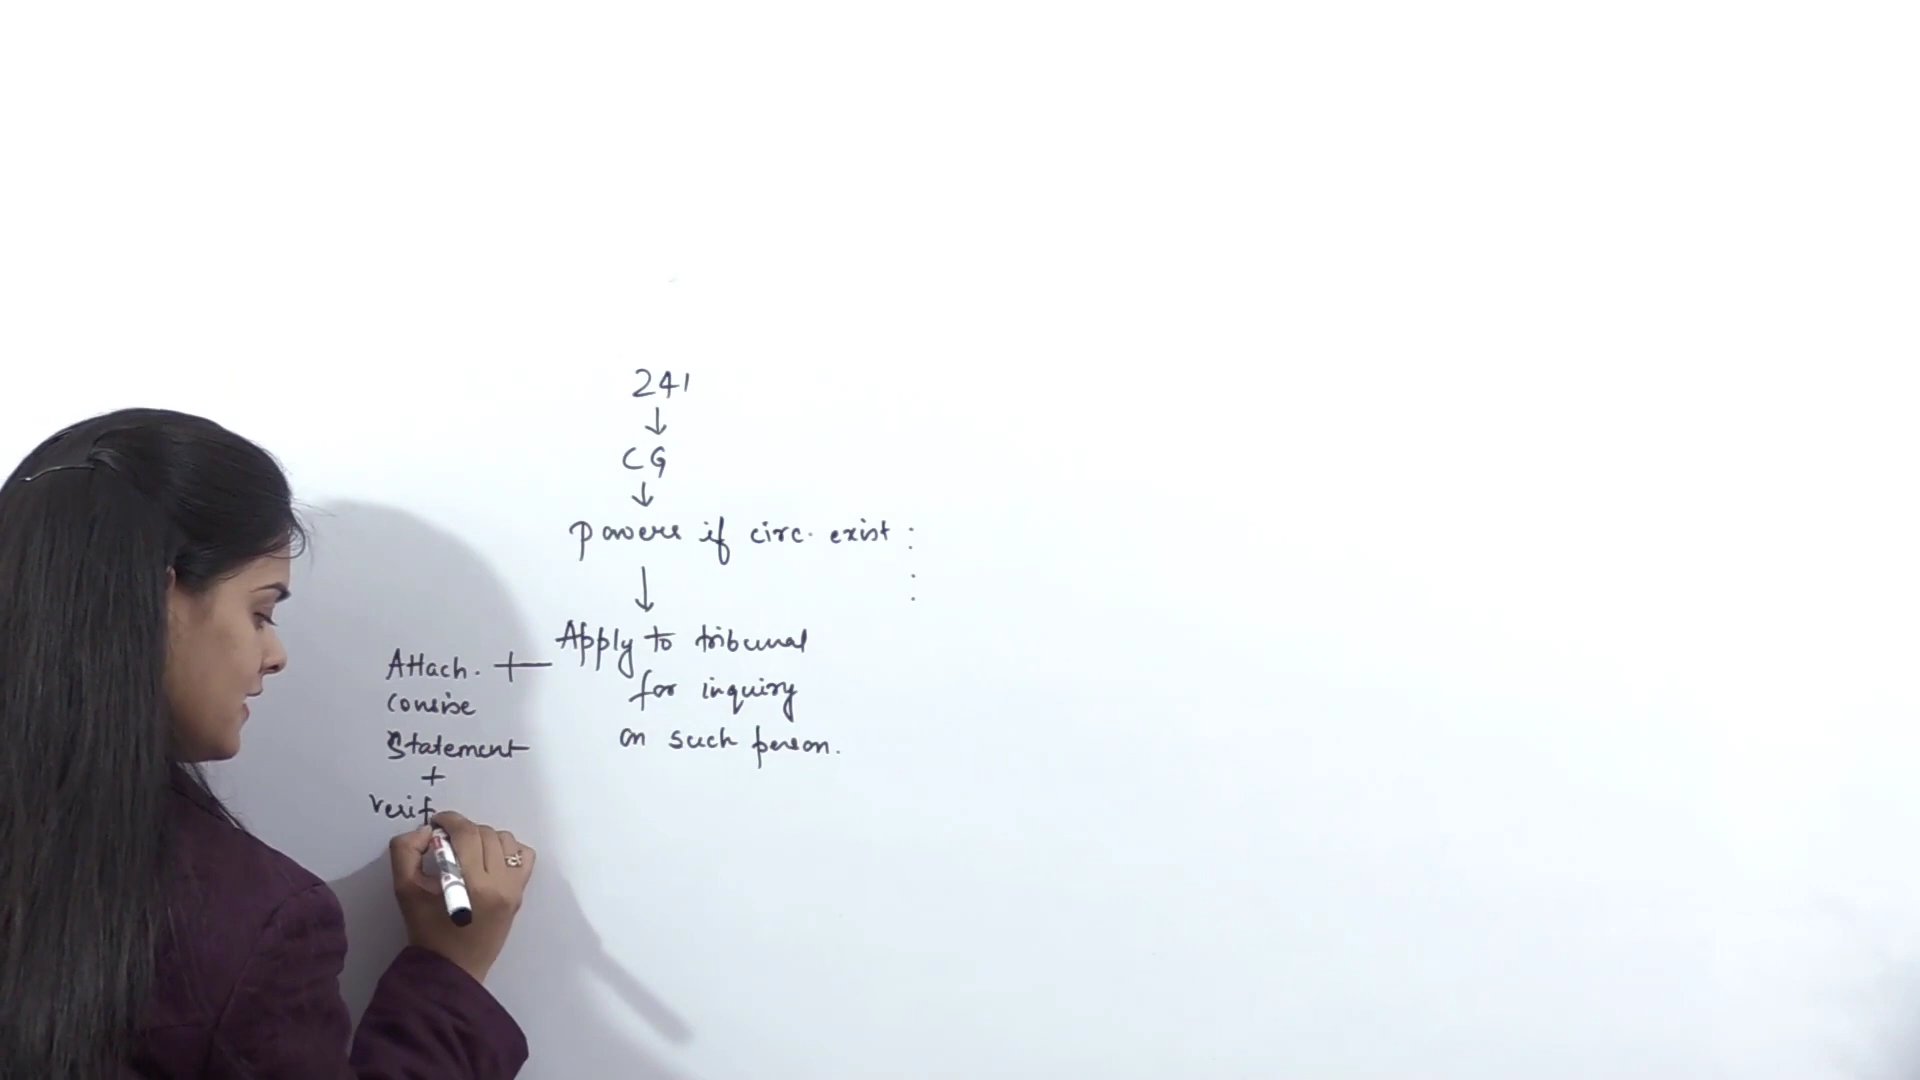 241
↓
CG
↓
Powers if circ. exist :
:
↓
Apply to tribunal
for inquiry
on such person.
Attach. +
concise
Statement
+
Verif